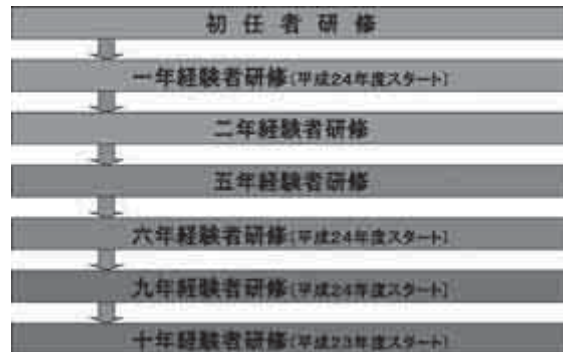 初任者研修
一年経験者研修(平成24年度スタート)
二年経験者研修
五年経験者研修
六年経験者研修(平成24年度スタート)
九年経験者研修(平成24年度スタート)
十年経験者研修(平成23年度スタート)